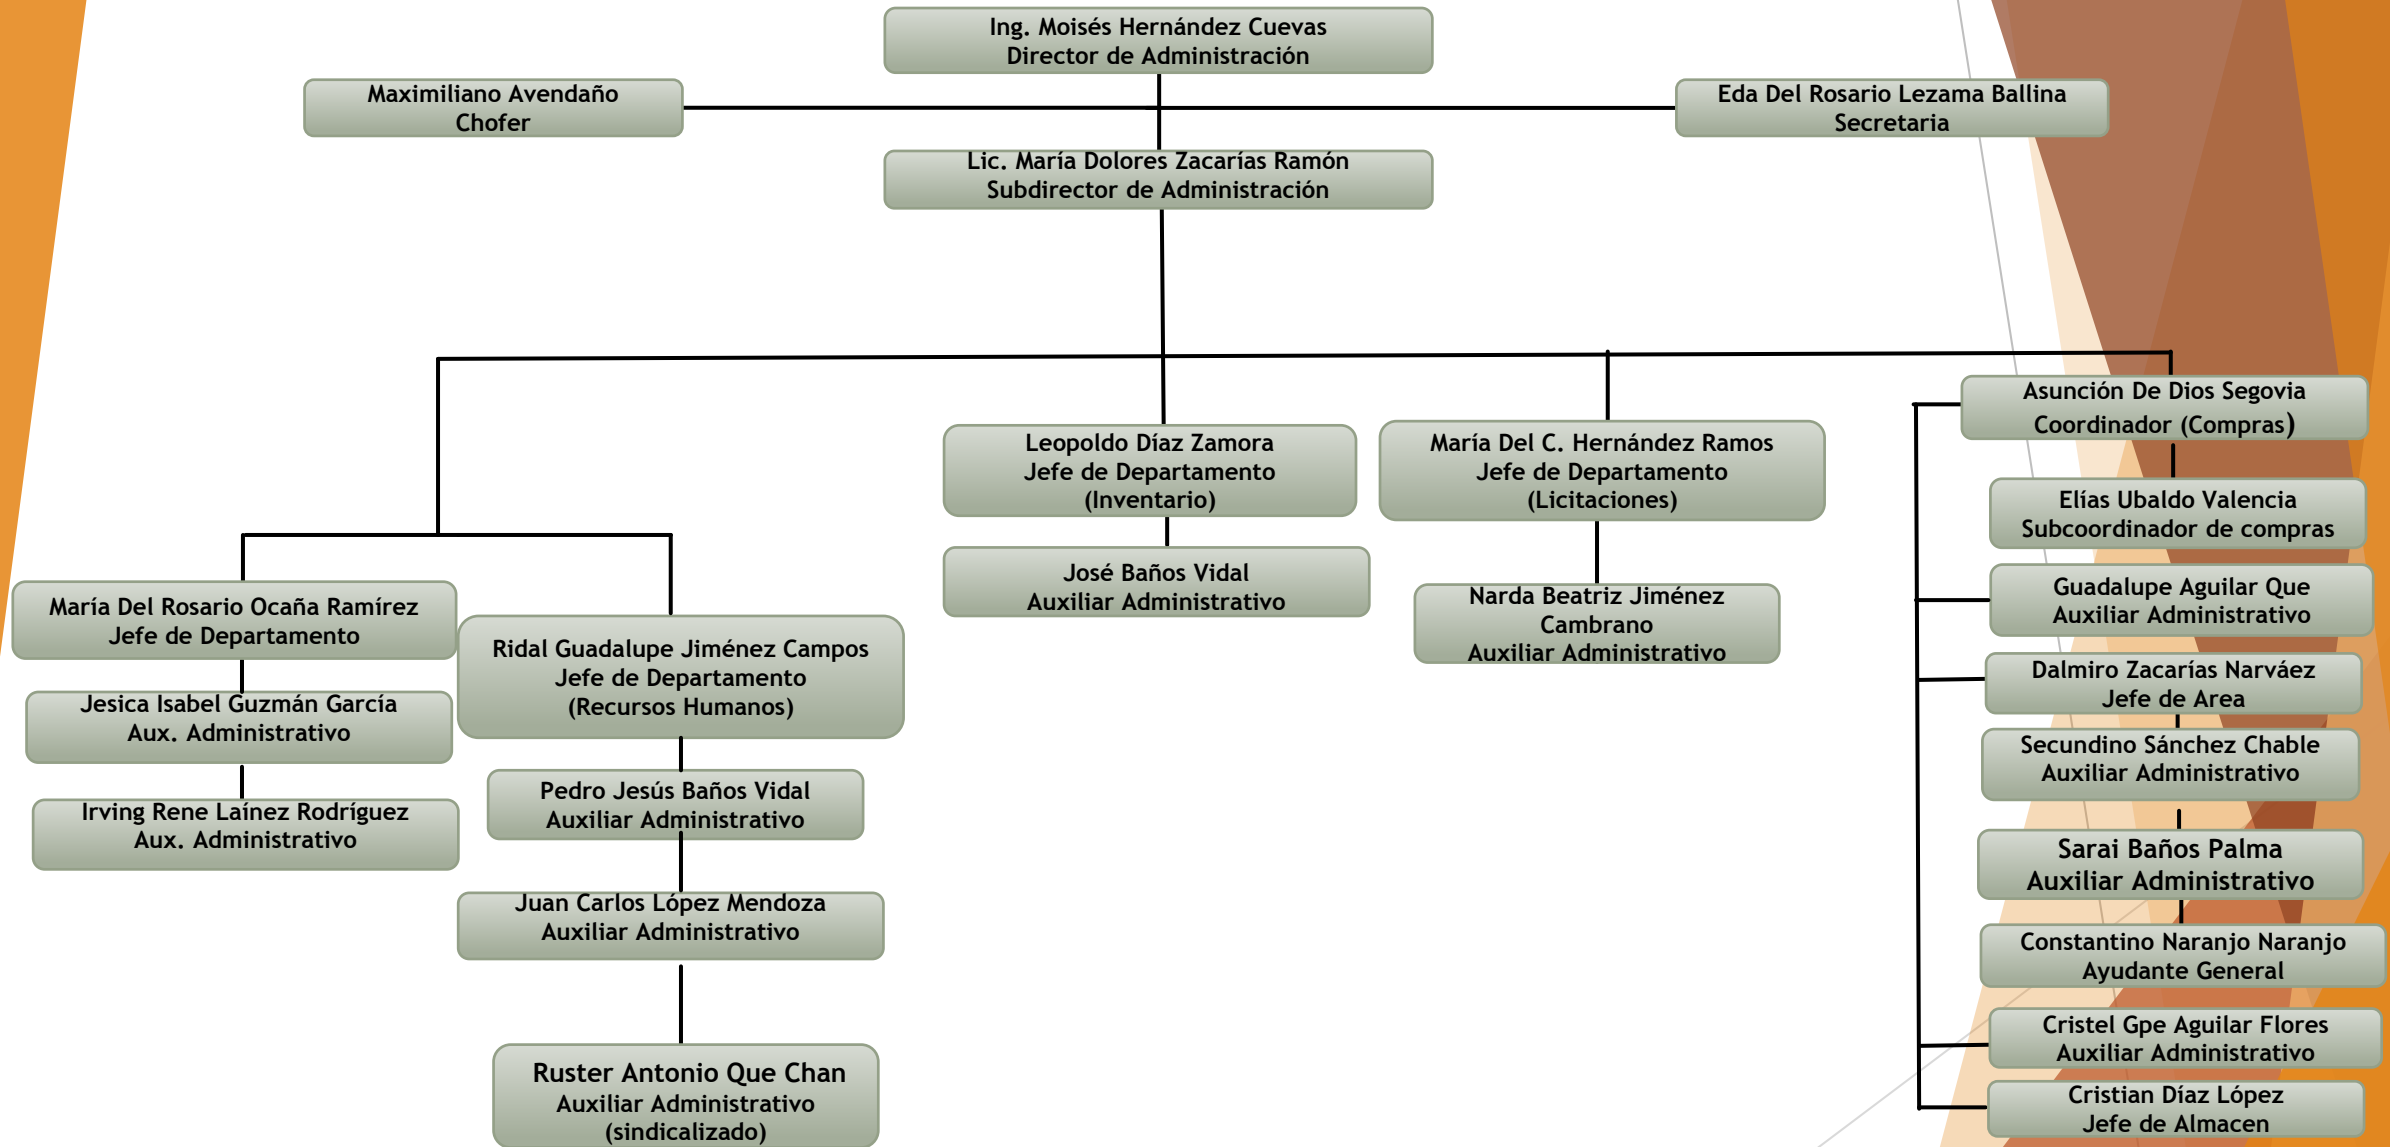 Ing. Moisés Hernández Cuevas
Director de Administración
Maximiliano Avendaño
Chofer
Eda Del Rosario Lezama Ballina
Secretaria
Lic. María Dolores Zacarías Ramón
Subdirector de Administración
María Del Rosario Ocaña Ramírez
Jefe de Departamento
Jesica Isabel Guzmán García
Aux. Administrativo
Irving Rene Laínez Rodríguez
Aux. Administrativo
Ridal Guadalupe Jiménez Campos
Jefe de Departamento
(Recursos Humanos)
Pedro Jesús Baños Vidal
Auxiliar Administrativo
Juan Carlos López Mendoza
Auxiliar Administrativo
Ruster Antonio Que Chan
Auxiliar Administrativo
(sindicalizado)
Leopoldo Díaz Zamora
Jefe de Departamento
(Inventario)
José Baños Vidal
Auxiliar Administrativo
María Del C. Hernández Ramos
Jefe de Departamento
(Licitaciones)
Narda Beatriz Jiménez
Cambrano
Auxiliar Administrativo
Asunción De Dios Segovia
Coordinador (Compras)
Elías Ubaldo Valencia
Subcoordinador de compras
Guadalupe Aguilar Que
Auxiliar Administrativo
Dalmiro Zacarías Narváez
Jefe de Area
Secundino Sánchez Chable
Auxiliar Administrativo
Sarai Baños Palma
Auxiliar Administrativo
Constantino Naranjo Naranjo
Ayudante General
Cristel Gpe Aguilar Flores
Auxiliar Administrativo
Cristian Díaz López
Jefe de Almacen